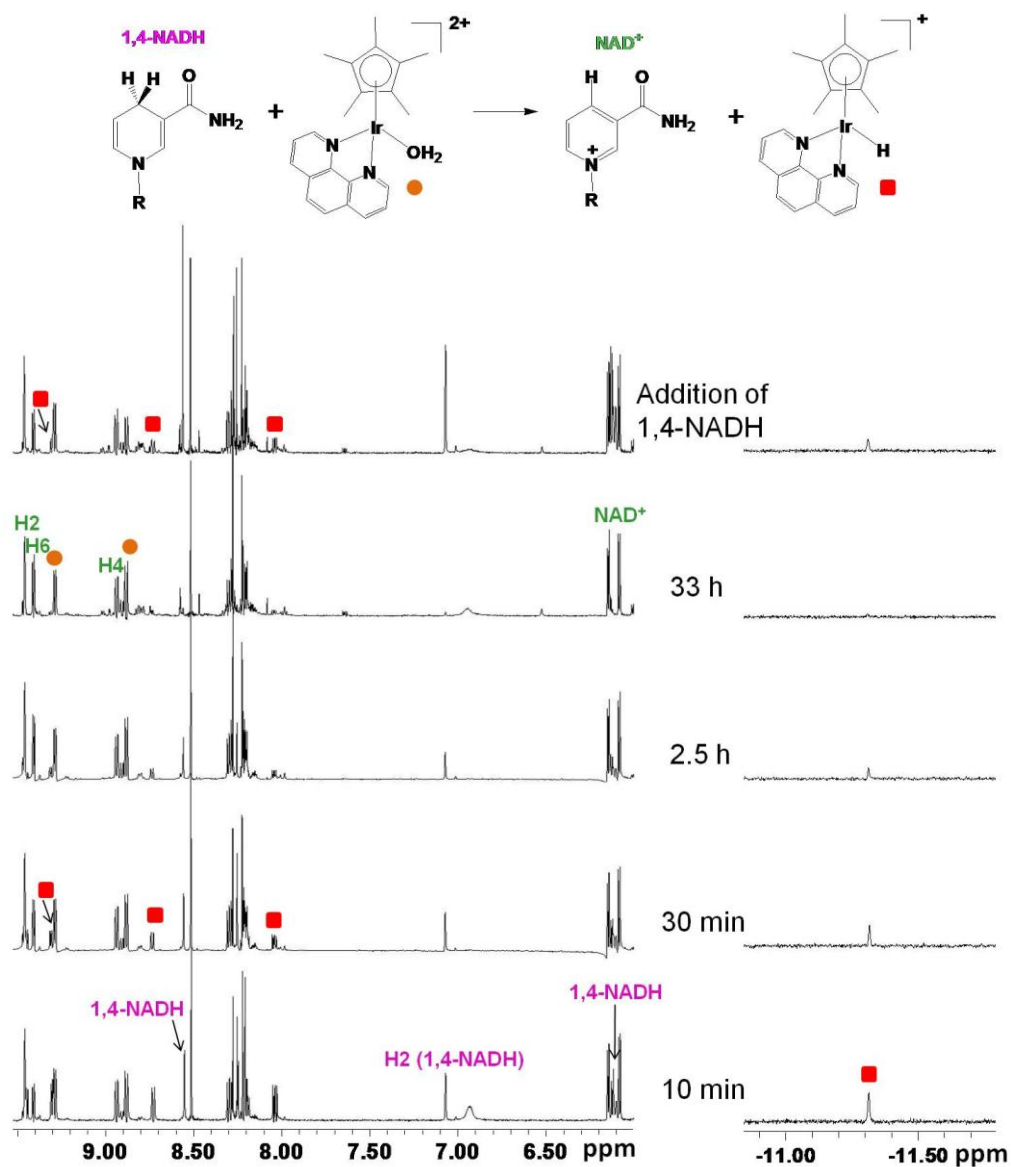 1,4-NADH
2+
NAD+
+
H H O
NH2
N
R
+
Ir
OH2
N
N
H O
NH2
N+
R
+
Ir
H
N
N
Addition of
1,4-NADH
H2
H6
H4
NAD+
33 h
2.5 h
30 min
1,4-NADH
H2 (1,4-NADH)
1,4-NADH
10 min
9.00 8.50 8.00 7.50 7.00 6.50 ppm
-11.00 -11.50 ppm